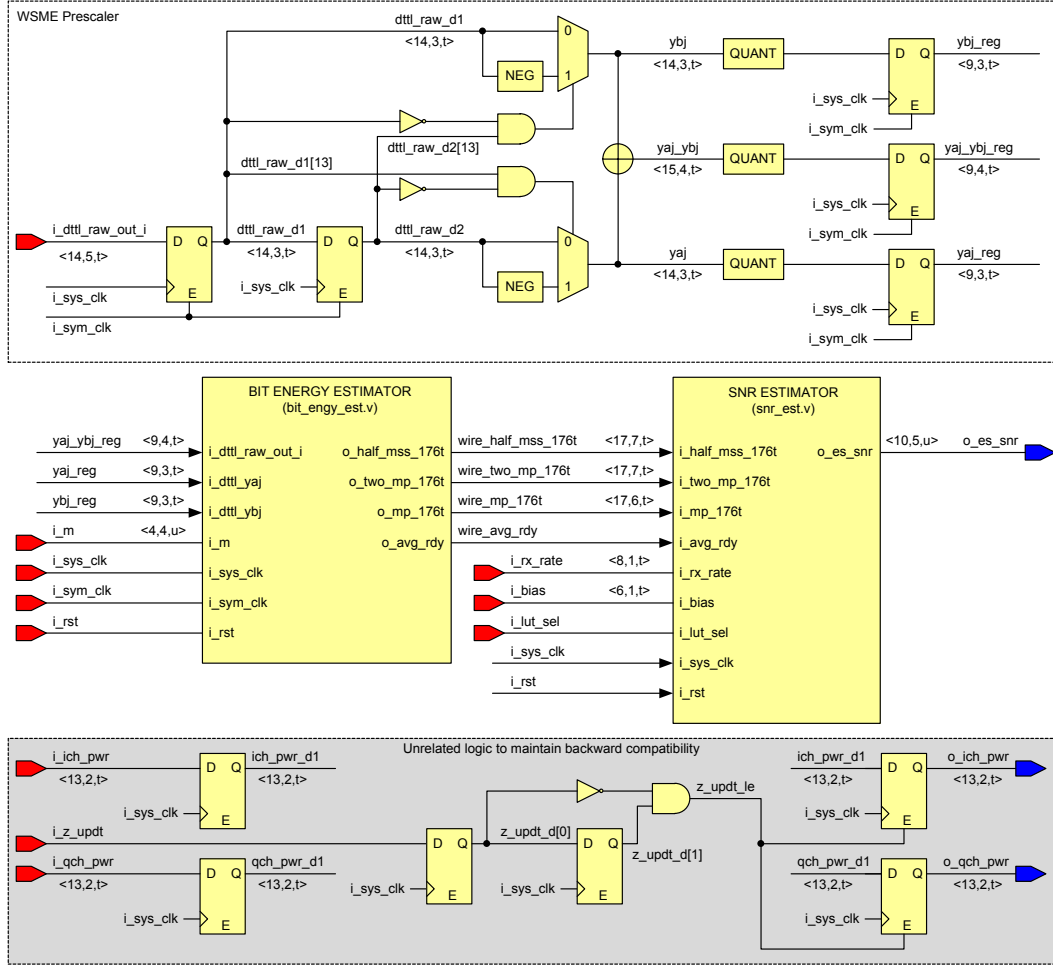 WSME Prescaler
dttl_raw_d1
<14,3,t>
0
1
NEG
ybj
<14,3,t>
QUANT
D Q
E
ybj_reg
<9,3,t>
i_sys_clk
i_sym_clk
dttl_raw_d2[13]
dttl_raw_d1[13]
yaj_ybj
<15,4,t>
QUANT
D Q
E
yaj_ybj_reg
<9,4,t>
i_sys_clk
i_sym_clk
i_dttl_raw_out_i
<14,5,t>
D Q
E
i_sys_clk
i_sym_clk
dttl_raw_d1
<14,3,t>
i_sys_clk
D Q
E
dttl_raw_d2
<14,3,t>
0
1
NEG
yaj
<14,3,t>
QUANT
D Q
E
yaj_reg
<9,3,t>
i_sys_clk
i_sym_clk
BIT ENERGY ESTIMATOR
(bit_engy_est.v)
yaj_ybj_reg <9,4,t>
yaj_reg <9,3,t>
ybj_reg <9,3,t>
i_m <4,4,u>
i_sys_clk
i_sym_clk
i_rst
i_dttl_raw_out_i
i_dttl_yaj
i_dttl_ybj
i_m
i_sys_clk
i_sym_clk
i_rst
o_half_mss_176t
o_two_mp_176t
o_mp_176t
o_avg_rdy
wire_half_mss_176t <17,7,t>
wire_two_mp_176t <17,7,t>
wire_mp_176t <17,6,t>
wire_avg_rdy
i_rx_rate <8,1,t>
i_bias <6,1,t>
i_lut_sel
i_sys_clk
i_rst
SNR ESTIMATOR
(snr_est.v)
i_half_mss_176t
i_two_mp_176t
i_mp_176t
i_avg_rdy
i_rx_rate
i_bias
i_lut_sel
i_sys_clk
i_rst
o_es_snr
<10,5,u> o_es_snr
Unrelated logic to maintain backward compatibility
i_ich_pwr
<13,2,t>
i_sys_clk
D Q
E
ich_pwr_d1
<13,2,t>
i_z_updt
i_qch_pwr
<13,2,t>
i_sys_clk
D Q
E
qch_pwr_d1
<13,2,t>
i_sys_clk
D Q
E
z_updt_d[0]
i_sys_clk
D Q
E
z_updt_d[1]
z_updt_le
ich_pwr_d1
<13,2,t>
i_sys_clk
D Q
E
o_ich_pwr
<13,2,t>
qch_pwr_d1
<13,2,t>
i_sys_clk
D Q
E
o_qch_pwr
<13,2,t>